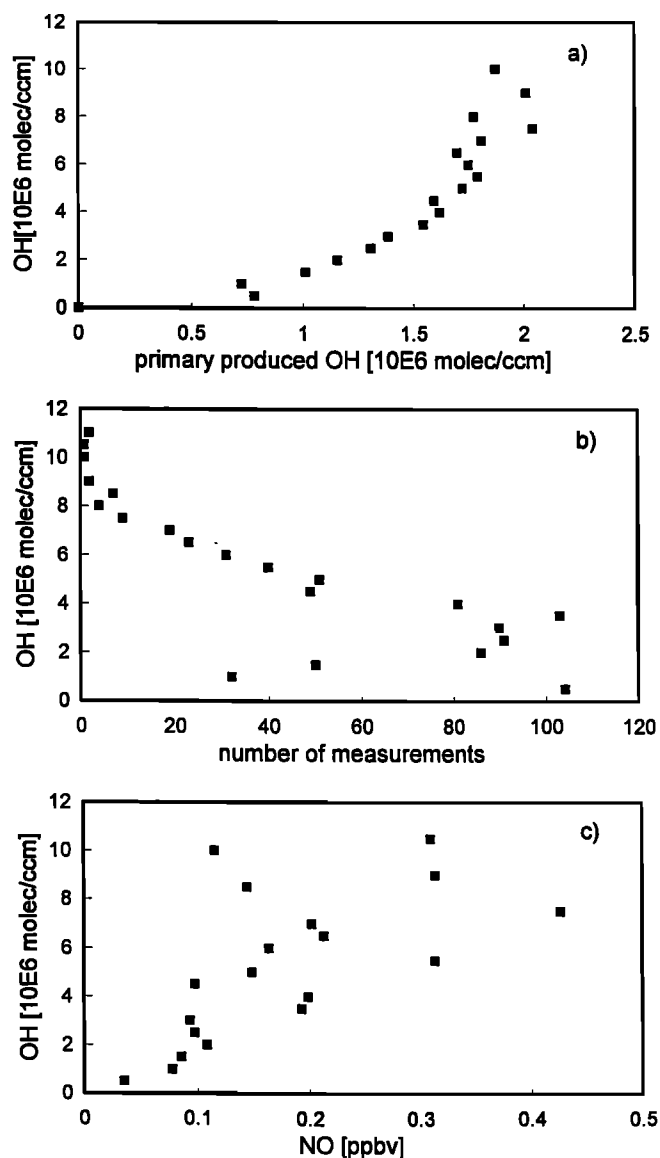 12
a)
10
8
6
4
2
0
OH[10E6 molec/ccm]
0 0.5 1 1.5 2 2.5
primary produced OH [10E6 molec/ccm]
12
b)
10
8
6
4
2
0
OH [10E6 molec/ccm]
0 20 40 60 80 100 120
number of measurements
12
c)
10
8
6
4
2
0
OH [10E6 molec/ccm]
0 0.1 0.2 0.3 0.4 0.5
NO [ppbv]